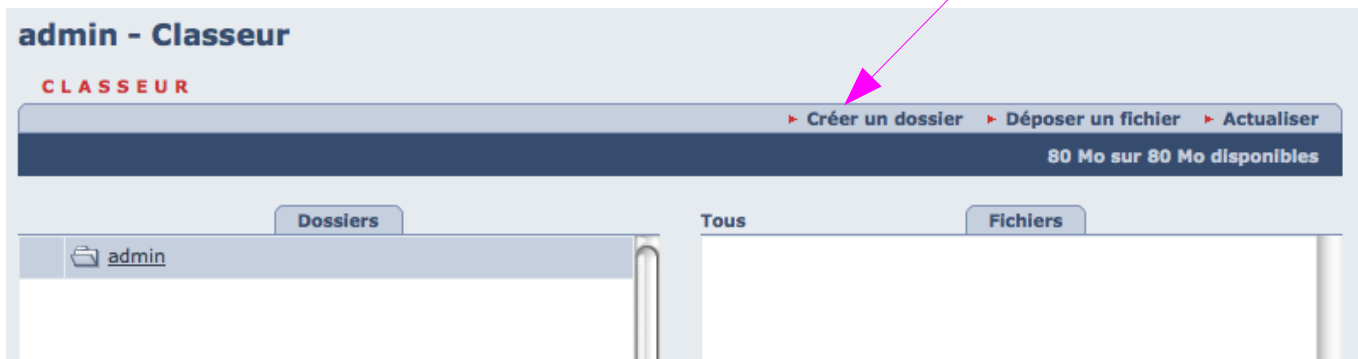 admin - Classeur
CLASSEUR
Créer un dossier Déposer un fichier Actualiser
80 Mo sur 80 Mo disponibles
Dossiers Tous Fichiers
admin